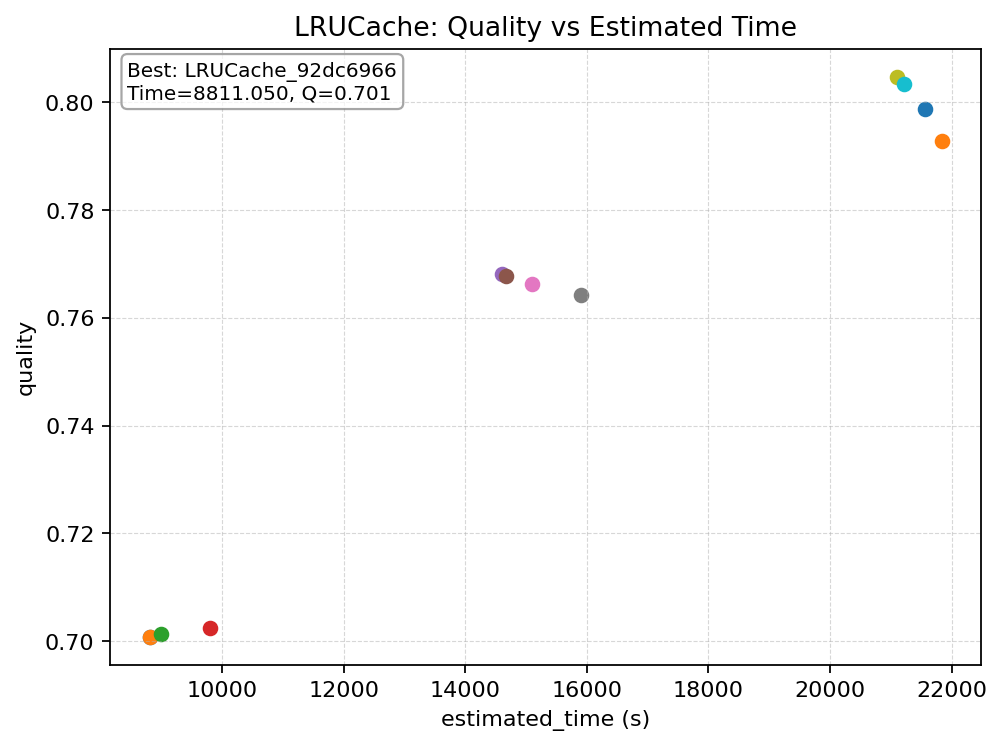 LRUCache: Quality vs Estimated Time
Best: LRUCache_92dc6966
Time=8811.050, Q=0.701
0.80
0.78
0.76
0.74
0.72
0.70
quality
10000
12000
14000
16000
18000
20000
22000
estimated_time (s)